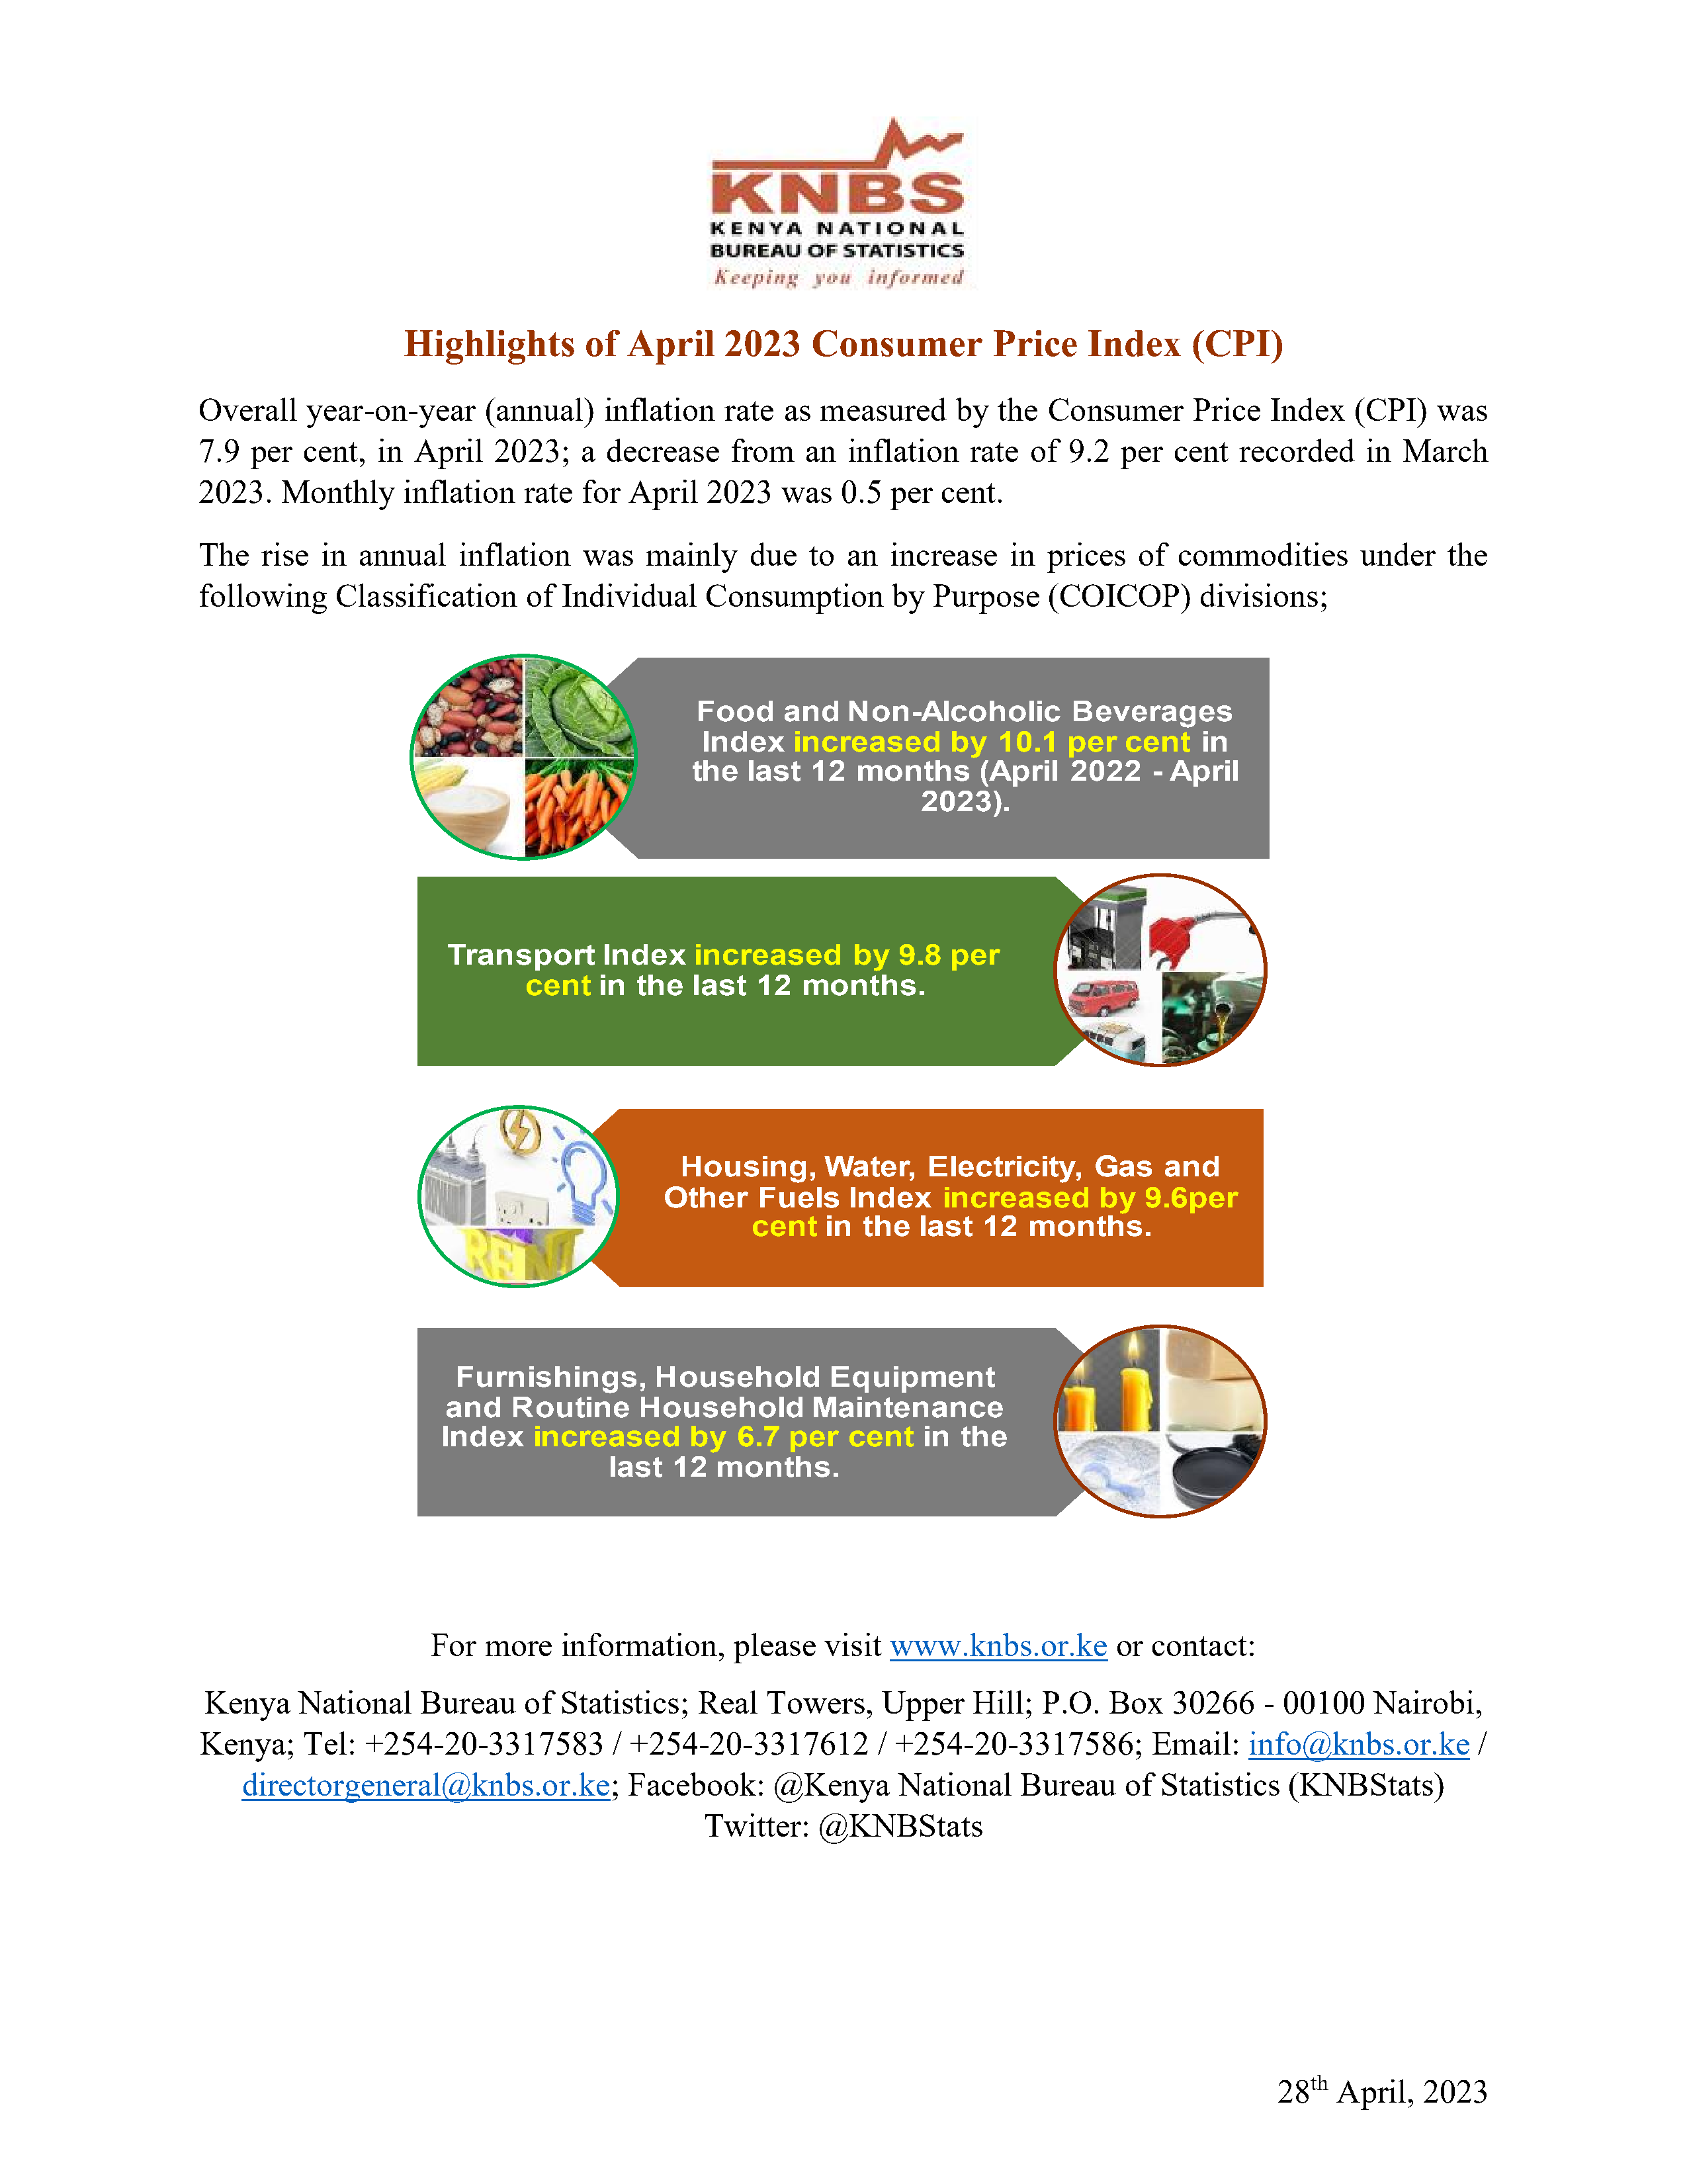 KNBS
KENYA NATIONAL
BUREAU OF STATISTICS
Keeping you informed
Highlights of April 2023 Consumer Price Index (CPI)
Overall year-on-year (annual) inflation rate as measured by the Consumer Price Index (CPI) was
7.9 per cent, in April 2023; a decrease from an inflation rate of 9.2 per cent recorded in March
2023. Monthly inflation rate for April 2023 was 0.5 per cent.
The rise in annual inflation was mainly due to an increase in prices of commodities under the
following Classification of Individual Consumption by Purpose (COICOP) divisions;
Food and Non-Alcoholic Beverages
Index increased by 10.1 per cent in
the last 12 months (April 2022 - April
2023).
Transport Index increased by 9.8 per
cent in the last 12 months.
Housing, Water, Electricity, Gas and
Other Fuels Index increased by 9.6per
cent in the last 12 months.
RENT
Furnishings, Household Equipment
and Routine Household Maintenance
Index increased by 6.7 per cent in the
last 12 months.
For more information, please visit www.knbs.or.ke or contact:
Kenya National Bureau of Statistics; Real Towers, Upper Hill; P.O. Box 30266 - 00100 Nairobi,
Kenya; Tel: +254-20-3317583 / +254-20-3317612 / +254-20-3317586; Email: info@knbs.or.ke /
directorgeneral@knbs.or.ke; Facebook: @Kenya National Bureau of Statistics (KNBStats)
Twitter: @KNBStats
28th April, 2023